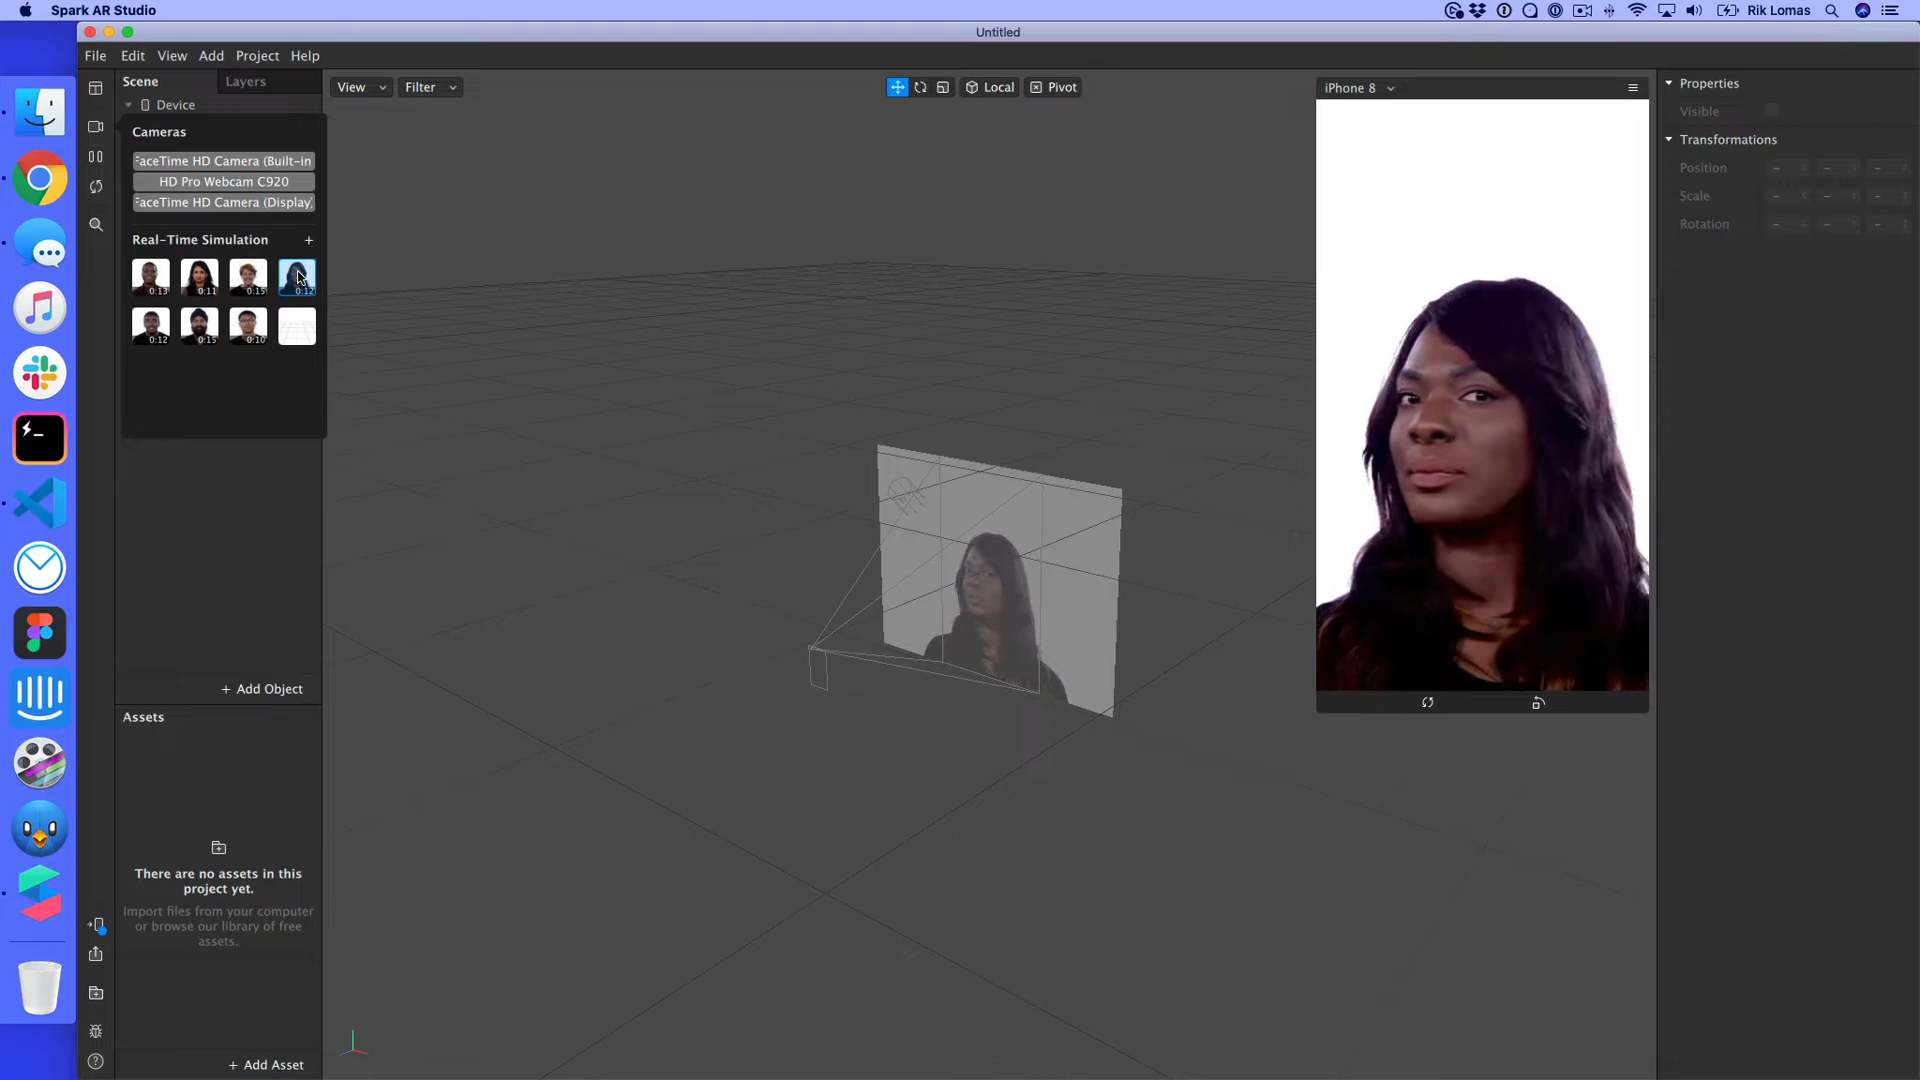 Spark AR Studio
Rik Lomas
Untitled
File Edit View Add Project Help
Scene Layers
Device
Cameras
FaceTime HD Camera (Built-in
HD Pro Webcam C920
FaceTime HD Camera (Display)
Real-Time Simulation +
0:13 0:11 0:15 0:12
0:12 0:15 0:10
+ Add Object
Assets
There are no assets in this
project yet.
Import files from your computer
or browse our library of free
assets.
+ Add Asset
View Filter
Local Pivot
iPhone 8
Properties
Visible
Transformations
Position - X - Y - Z
Scale - X - Y - Z
Rotation - X - Y - Z